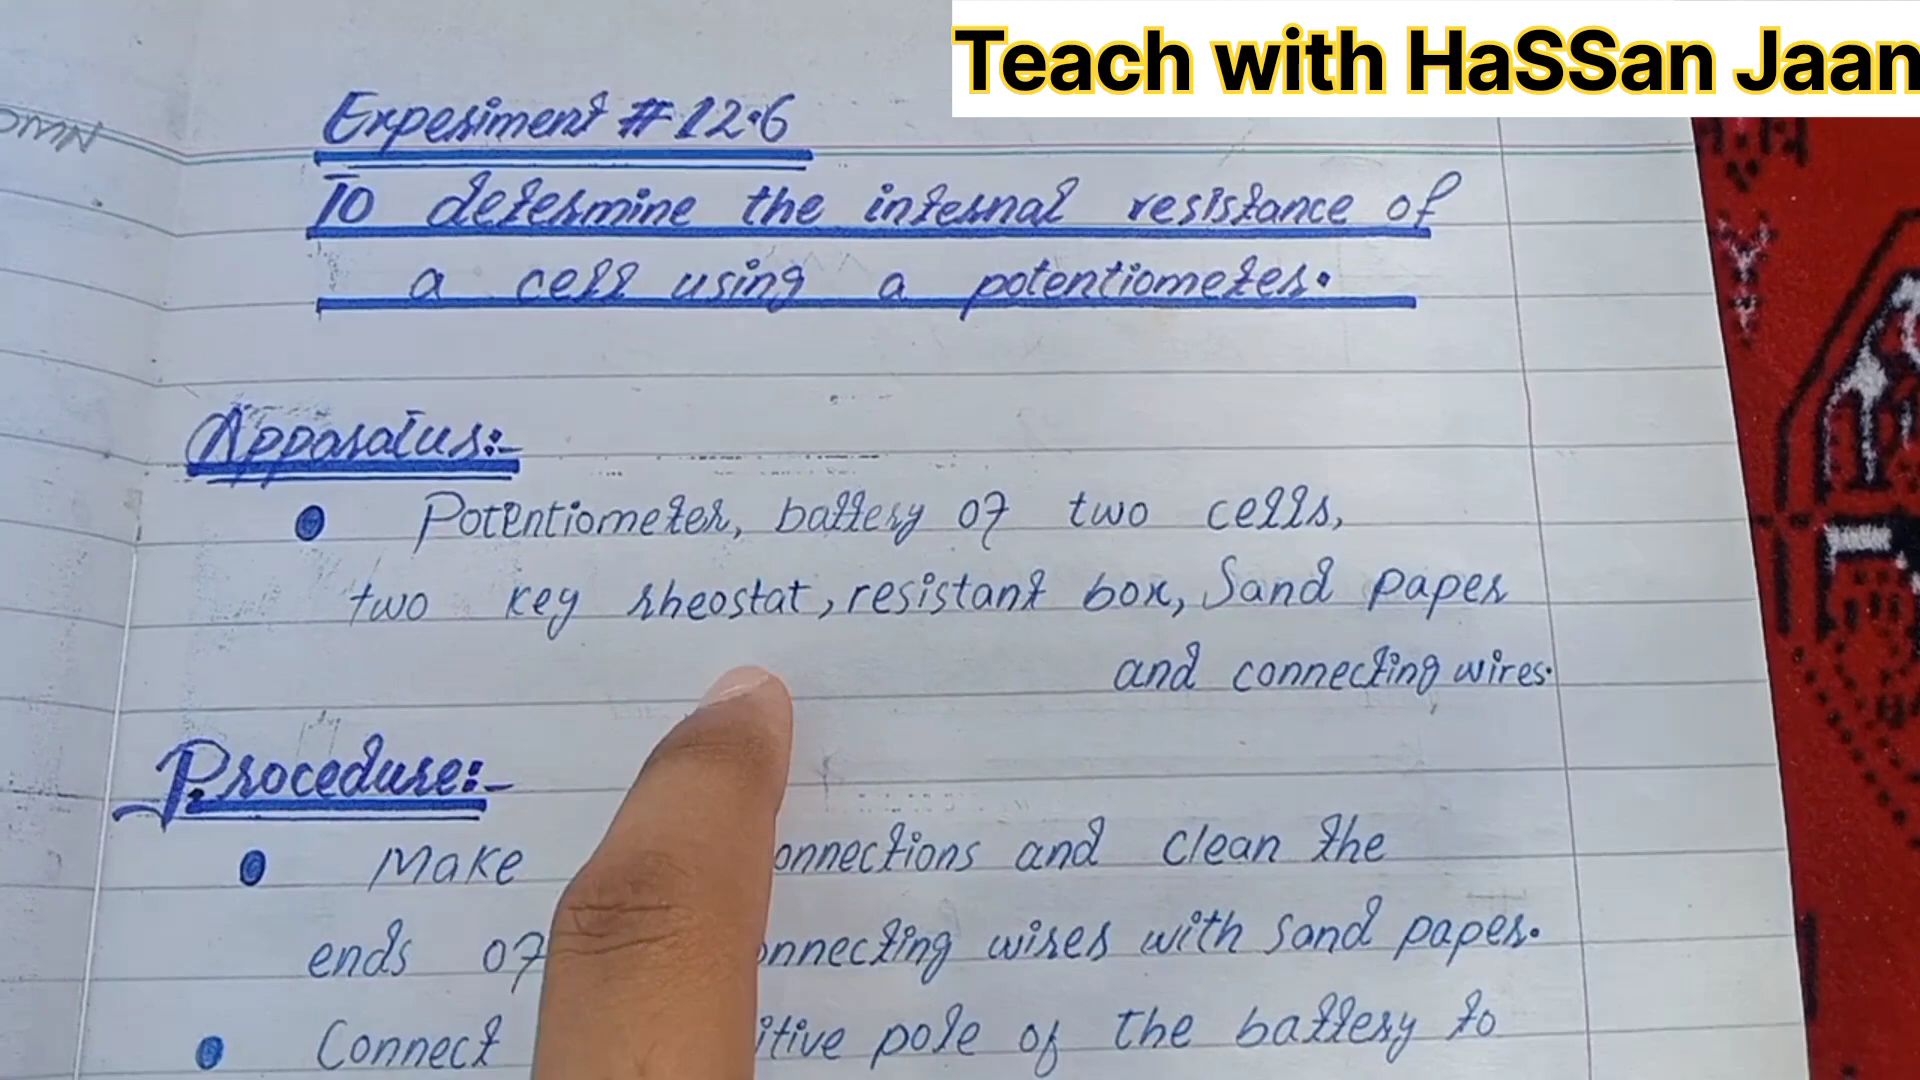 Teach with HaSSan Jaan
Experiment # 12.6
To determine the internal resistance of
a cell using a potentiometer.
Apparatus:-
Potentiometer, battery of two cells,
two key rheostat, resistant box, Sand paper
and connecting wires.
Procedure:-
Make onnections and clean the
ends of onnecting wires with sand paper.
Connect itive pole of the battery to